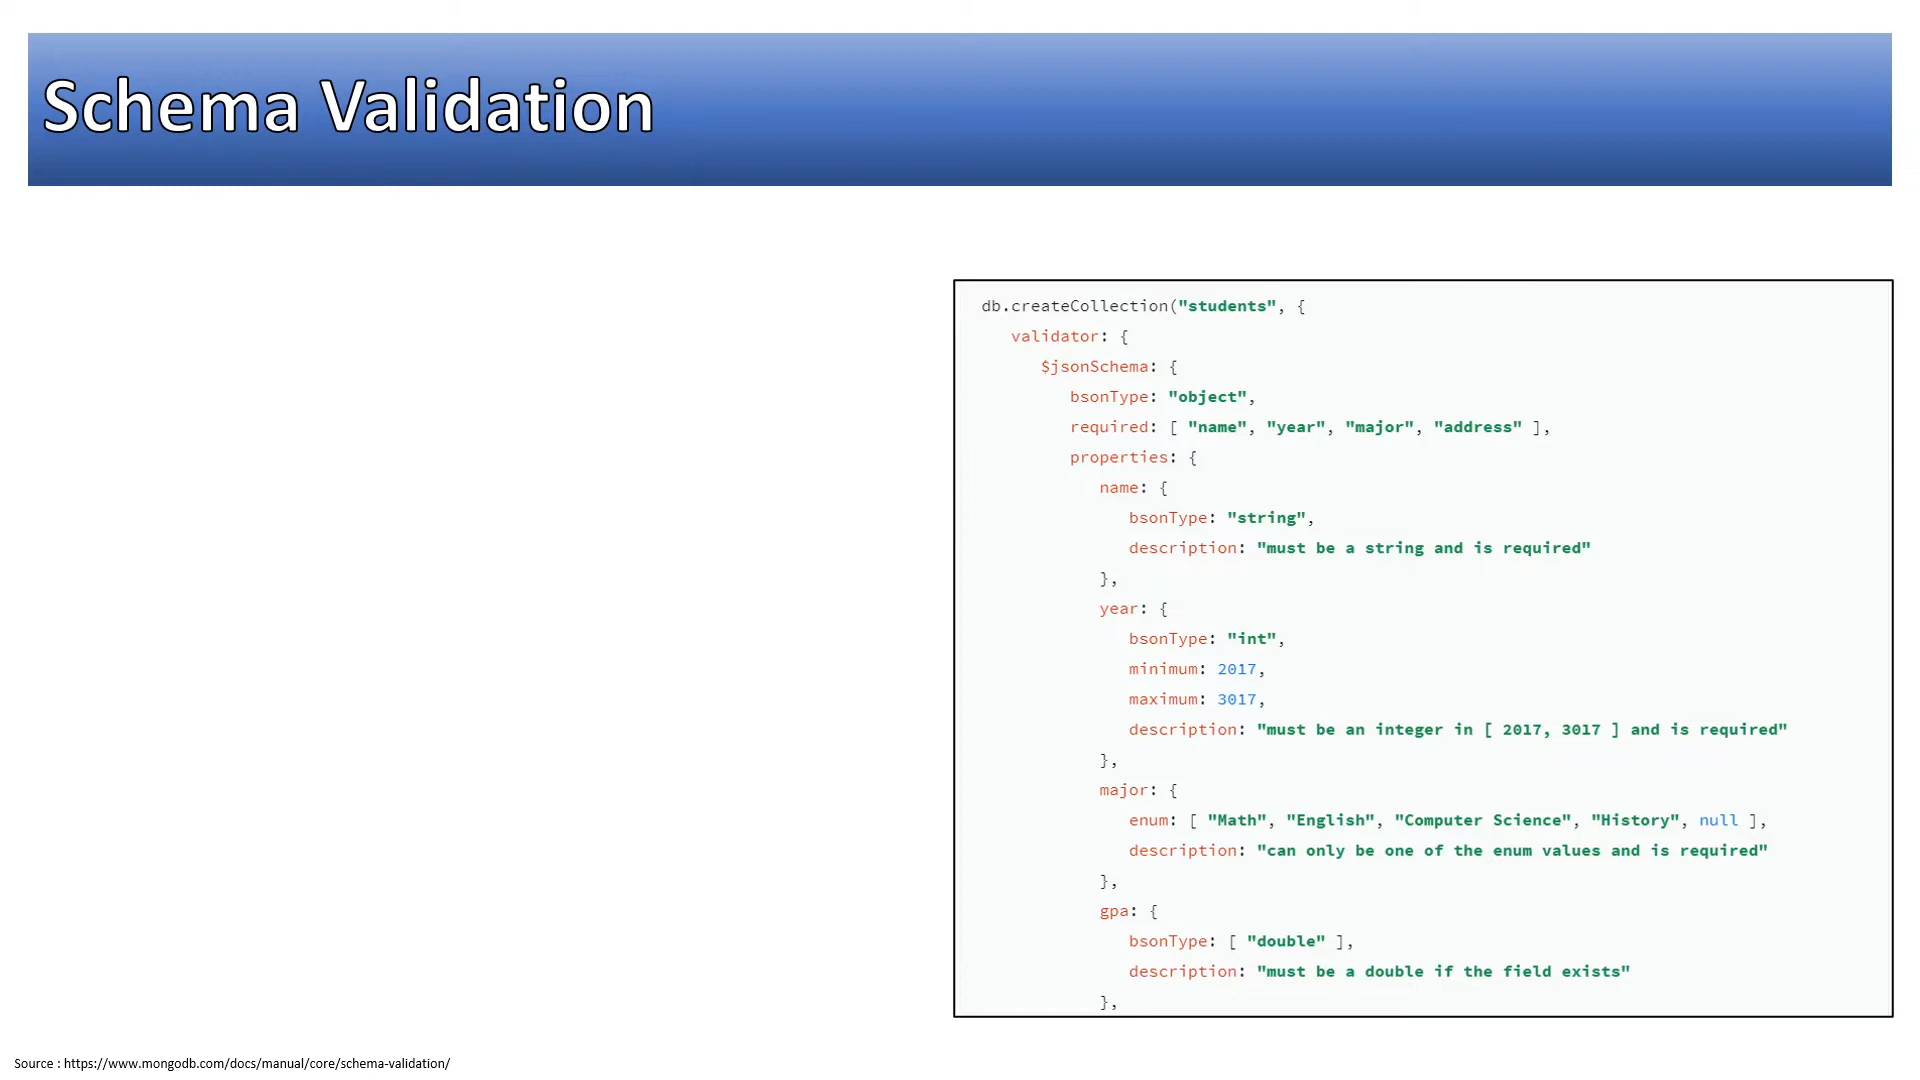 Schema Validation
db.createCollection("students", {
validator: {
$jsonSchema: {
bsonType: "object",
required: [ "name", "year", "major", "address" ],
properties: {
name: {
bsonType: "string",
description: "must be a string and is required"
},
year: {
bsonType: "int",
minimum: 2017,
maximum: 3017,
description: "must be an integer in [ 2017, 3017 ] and is required"
},
major: {
enum: [ "Math", "English", "Computer Science", "History", null ],
description: "can only be one of the enum values and is required"
},
gpa: {
bsonType: [ "double" ],
description: "must be a double if the field exists"
},
Source : https://www.mongodb.com/docs/manual/core/schema-validation/